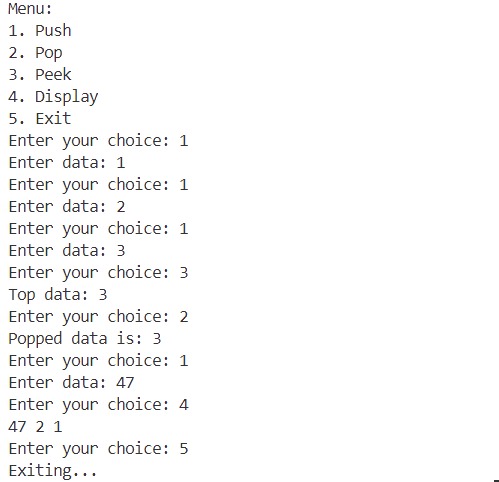 Menu:
1. Push
2. Pop
3. Peek
4. Display
5. Exit
Enter your choice: 1
Enter data: 1
Enter your choice: 1
Enter data: 2
Enter your choice: 1
Enter data: 3
Enter your choice: 3
Top data: 3
Enter your choice: 2
Popped data is: 3
Enter your choice: 1
Enter data: 47
Enter your choice: 4
47 2 1
Enter your choice: 5
Exiting...